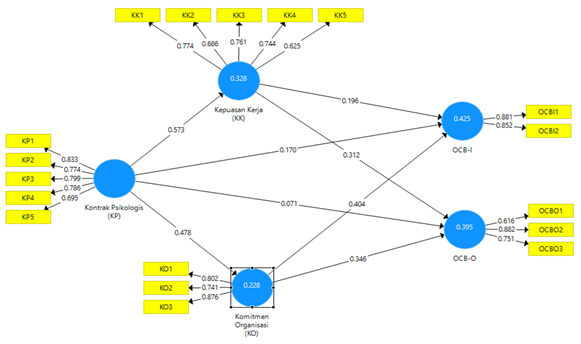 KK1
KK2
KK3
KK4
KK5
0.774
0.686
0.761
0.744
0.625
0.328
Kepuasan Kerja
(KK)
0.573
0.196
0.170
0.312
0.071
0.404
0.478
0.346
KP1
KP2
KP3
KP4
KP5
0.833
0.774
0.799
0.786
0.695
Kontrak Psikologis
(KP)
0.425
OCB-I
0.881
0.852
OCBI1
OCBI2
0.395
OCB-O
0.616
0.882
0.751
OCBO1
OCBO2
OCBO3
KO1
KO2
KO3
0.802
0.741
0.876
0.228
Komitmen
Organisasi
(KO)